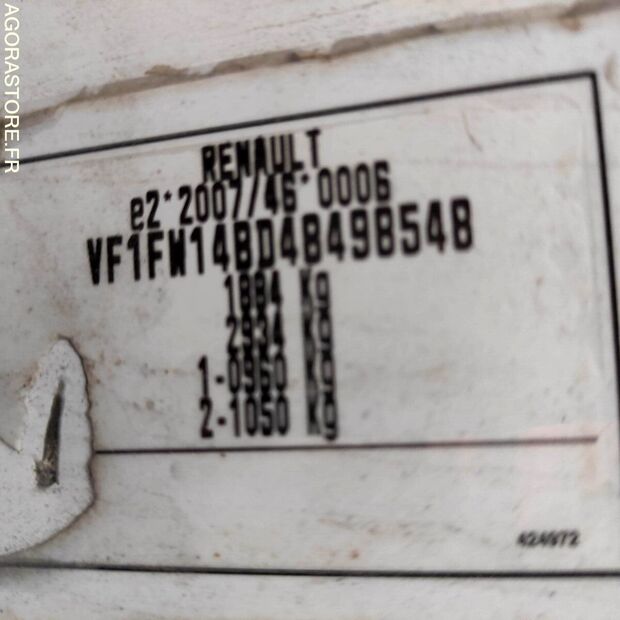 AGORASTORE.FR
RENAULT
e2*2007/46*0006
VF1FW14BD48498548
1884 Kg
2934 Kg
1-0960 Kg
2-1050 Kg
424972